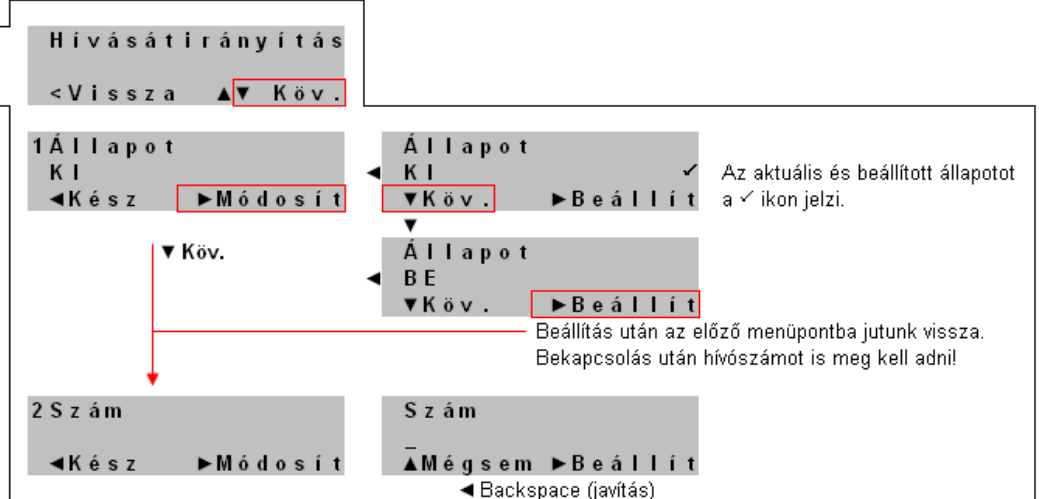 Hívásátirányítás
<Vissza ▲▼ Köv.
1Állapot
KI
◄Kész ►Módosít
Állapot
◄ KI ✓
▼Köv. ►Beállít
Az aktuális és beállított állapotot
a ✓ ikon jelzi.
▼ Köv.
▼
Állapot
◄ BE
▼Köv. ►Beállít
Beállítás után az előző menüpontba jutunk vissza.
Bekapcsolás után hívószámot is meg kell adni!
2Szám
◄Kész ►Módosít
Szám
_
▲Mégsem ►Beállít
◄ Backspace (javítás)